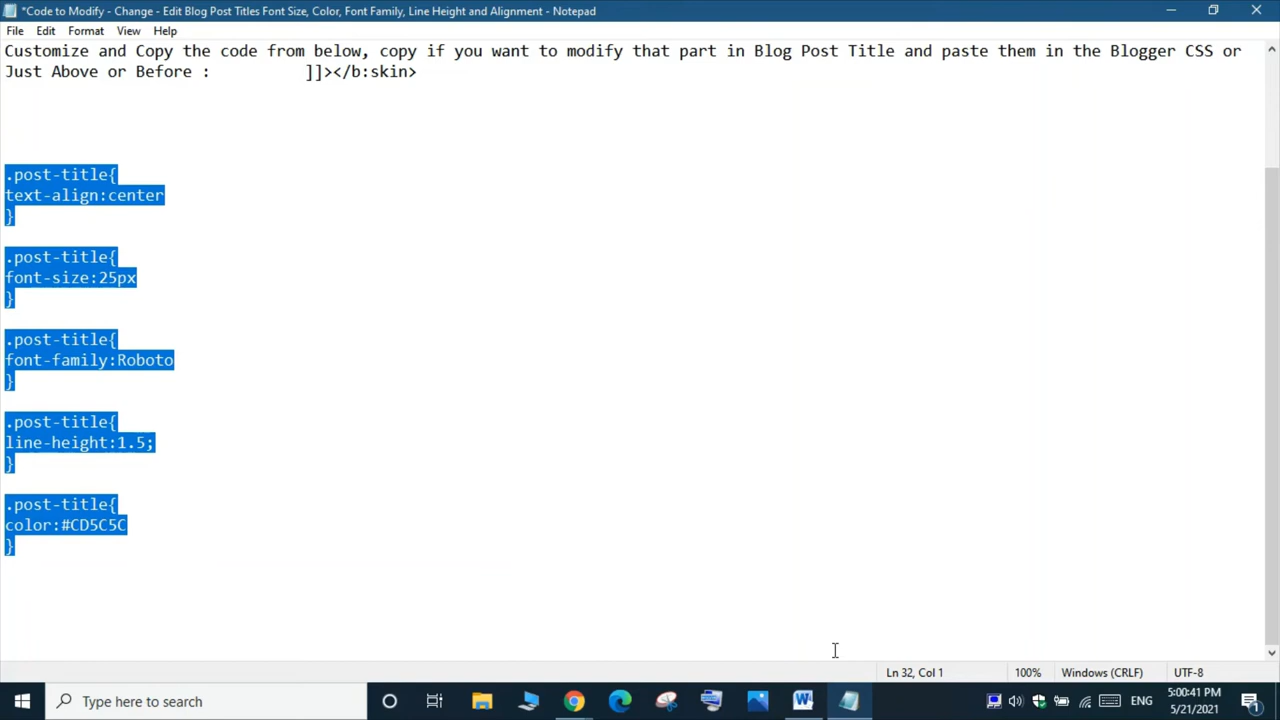 *Code to Modify - Change - Edit Blog Post Titles Font Size, Color, Font Family, Line Height and Alignment - Notepad
File Edit Format View Help
Customize and Copy the code from below, copy if you want to modify that part in Blog Post Title and paste them in the Blogger CSS or
Just Above or Before : ]]></b:skin>
.post-title{
text-align:center
}
.post-title{
font-size:25px
}
.post-title{
font-family:Roboto
}
.post-title{
line-height:1.5;
}
.post-title{
color:#CD5C5C
}
Ln 32, Col 1 100% Windows (CRLF) UTF-8
Type here to search
ENG
5:00:41 PM
5/21/2021
1